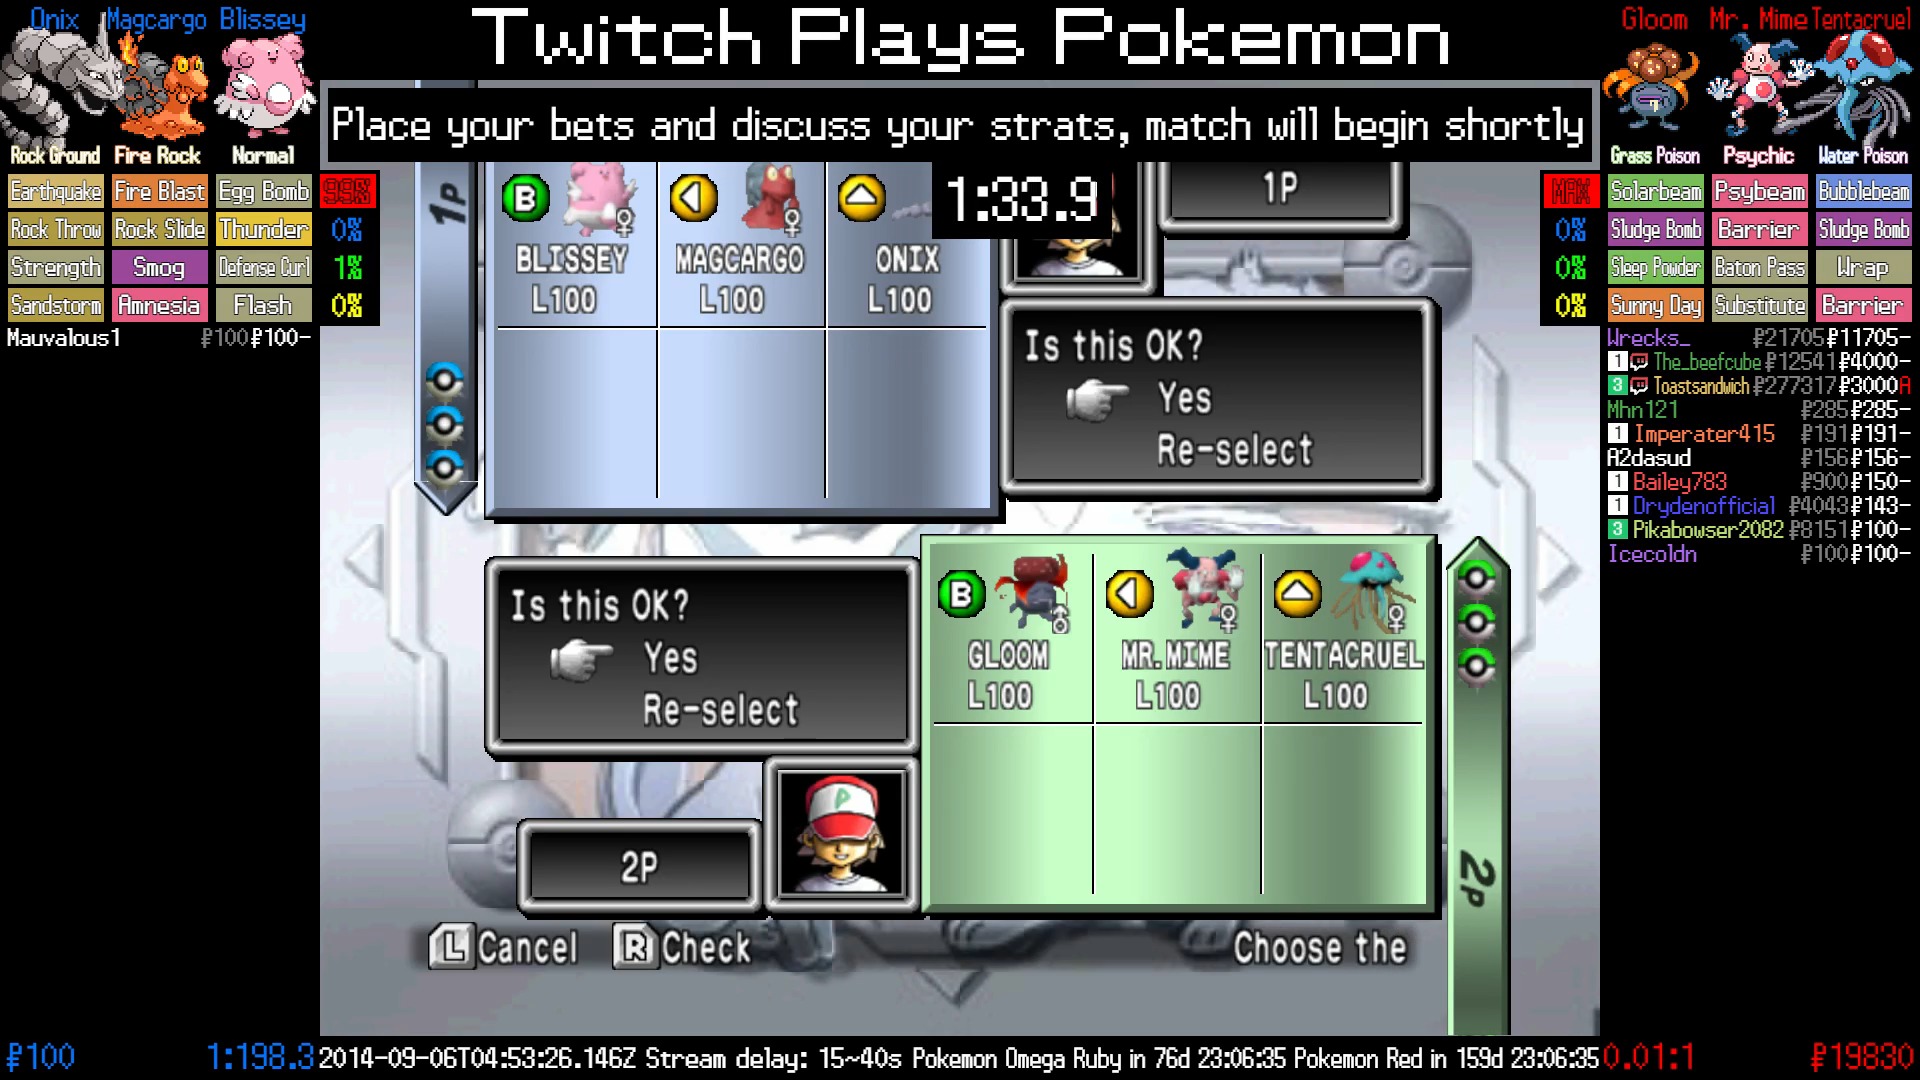 Twitch Plays Pokemon
Onix Magcargo Blissey
Gloom Mr. Mime Tentacruel
Place your bets and discuss your strats, match will begin shortly
Rock Ground Fire Rock Normal
Grass Poison Psychic Water Poison
Earthquake Fire Blast Egg Bomb 99%
Rock Throw Rock Slide Thunder 0%
Strength Smog Defense Curl 1%
Sandstorm Amnesia Flash 0%
Mauvalous1 ₽100 ₽100-
1P
B BLISSEY L100
MAGCARGO L100
ONIX L100
1:33.9
1P
Is this OK?
Yes
Re-select
MAX Solarbeam Psybeam Bubblebeam
0% Sludge Bomb Barrier Sludge Bomb
0% Sleep Powder Baton Pass Wrap
0% Sunny Day Substitute Barrier
Wrecks_ ₽21705 ₽11705-
1 The_beefcube ₽12541 ₽4000-
3 Toastsandwich ₽277317 ₽3000A
Mhn121 ₽285 ₽285-
1 Imperater415 ₽191 ₽191-
A2dasud ₽156 ₽156-
1 Bailey783 ₽900 ₽150-
1 Drydenofficial ₽4043 ₽143-
3 Pikabowser2082 ₽8151 ₽100-
Icecoldn ₽100 ₽100-
Is this OK?
Yes
Re-select
B GLOOM L100
MR.MIME L100
TENTACRUEL L100
2P
2P
L Cancel R Check Choose the
₽100 1:198.3 2014-09-06T04:53:26.146Z Stream delay: 15~40s Pokemon Omega Ruby in 76d 23:06:35 Pokemon Red in 159d 23:06:35 0.01:1 ₽19830